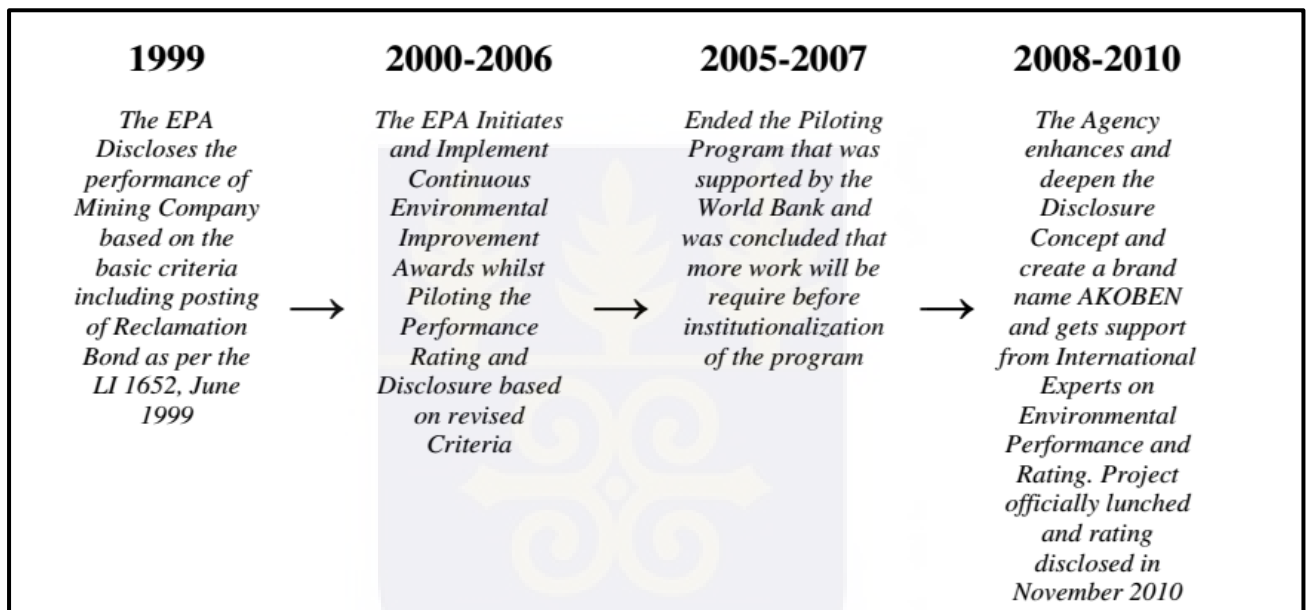 1999
The EPA
Discloses the
performance of
Mining Company
based on the
basic criteria
including posting
of Reclamation
Bond as per the
LI 1652, June
1999
→
2000-2006
The EPA Initiates
and Implement
Continuous
Environmental
Improvement
Awards whilst
Piloting the
Performance
Rating and
Disclosure based
on revised
Criteria
→
2005-2007
Ended the Piloting
Program that was
supported by the
World Bank and
was concluded that
more work will be
require before
institutionalization
of the program
→
2008-2010
The Agency
enhances and
deepen the
Disclosure
Concept and
create a brand
name AKOBEN
and gets support
from International
Experts on
Environmental
Performance and
Rating. Project
officially lunched
and rating
disclosed in
November 2010